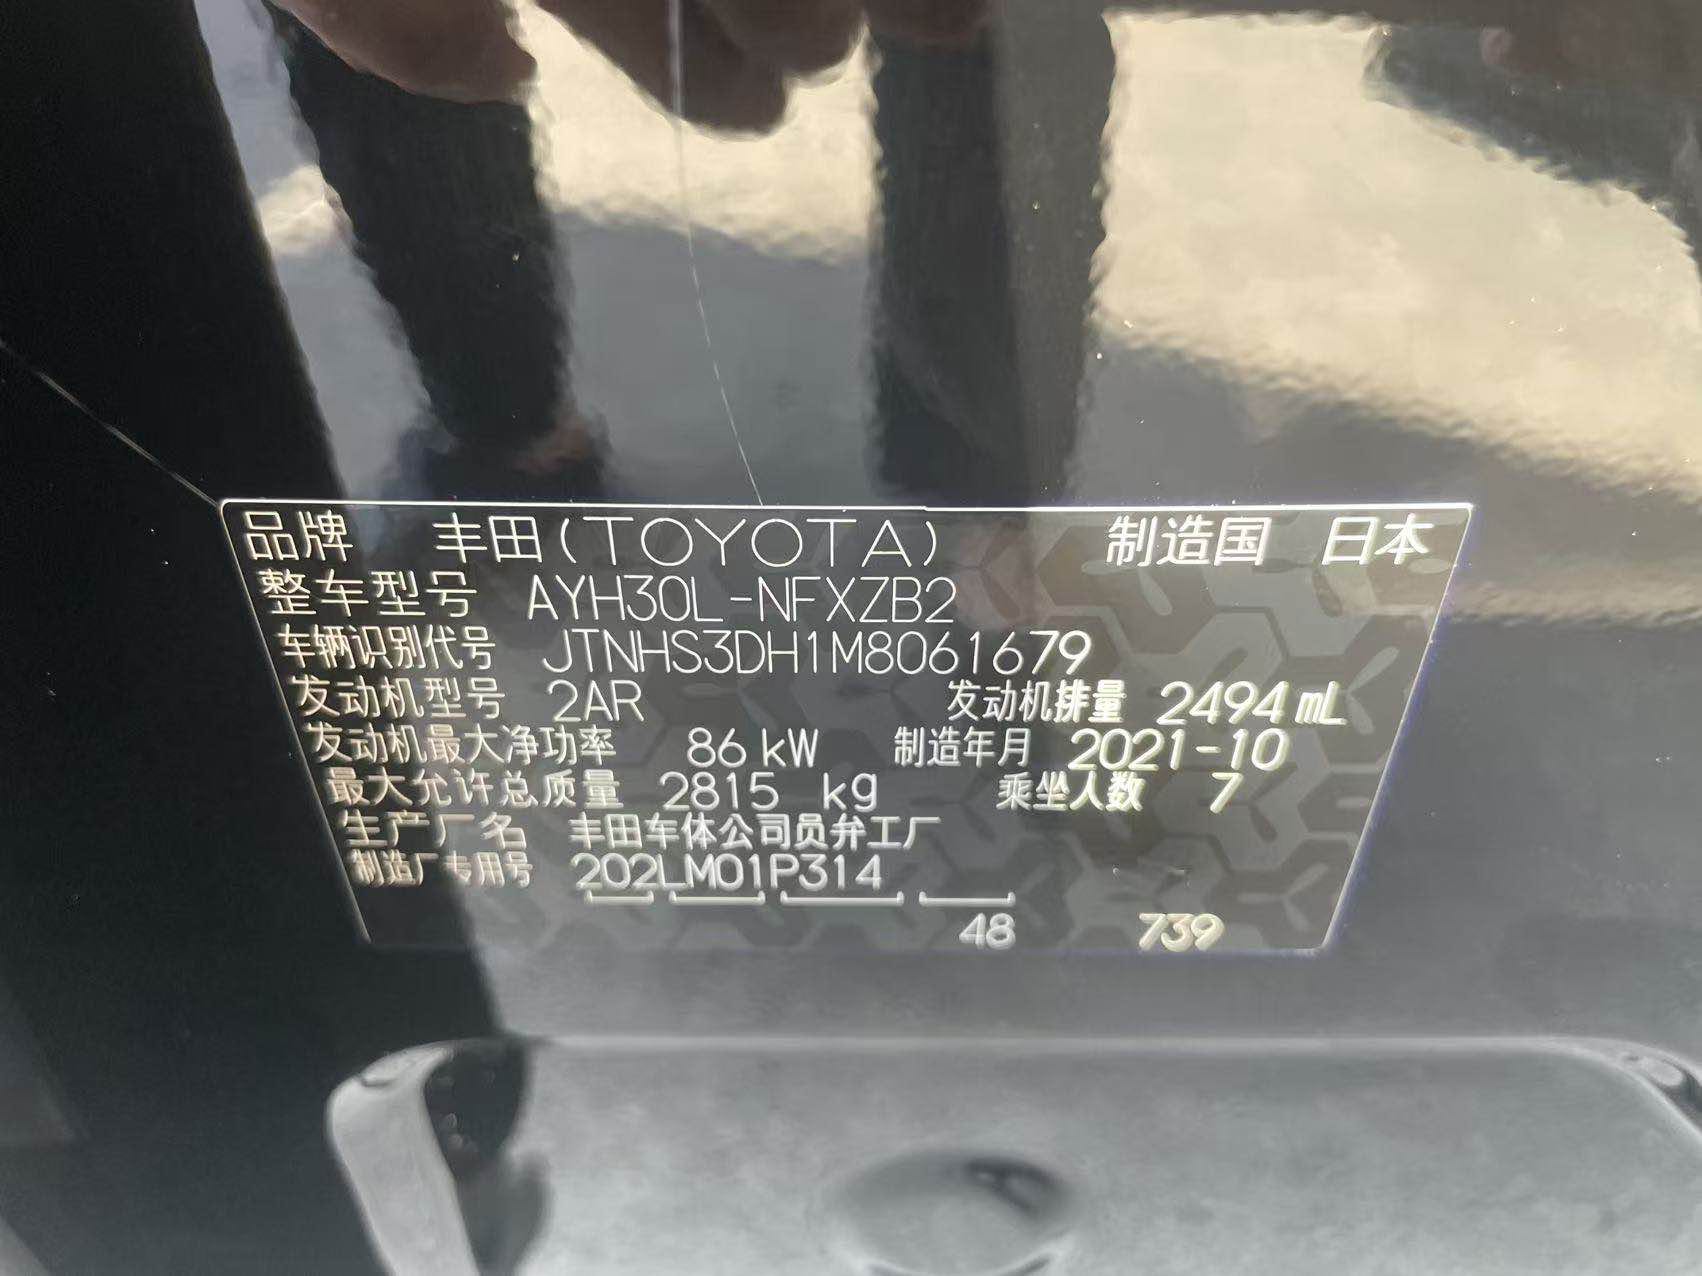 品牌 丰田(TOYOTA) 制造国 日本
整车型号 AYH30L-NFXZB2
车辆识别代号 JTNHS3DH1M8061679
发动机型号 2AR 发动机排量 2494 mL
发动机最大净功率 86 kW 制造年月 2021-10
最大允许总质量 2815 kg 乘坐人数 7
生产厂名 丰田车体公司员弁工厂
制造厂专用号 202LM01P314
48 739